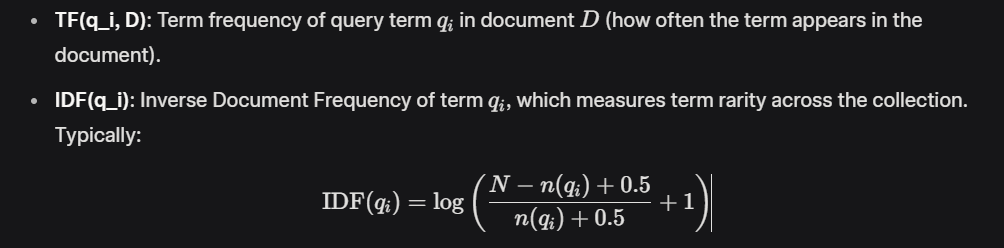 • TF(q_i, D): Term frequency of query term qᵢ in document D (how often the term appears in the
document).
• IDF(q_i): Inverse Document Frequency of term qᵢ, which measures term rarity across the collection.
Typically:
IDF(qᵢ) = log ( (N − n(qᵢ) + 0.5) / (n(qᵢ) + 0.5) + 1 )